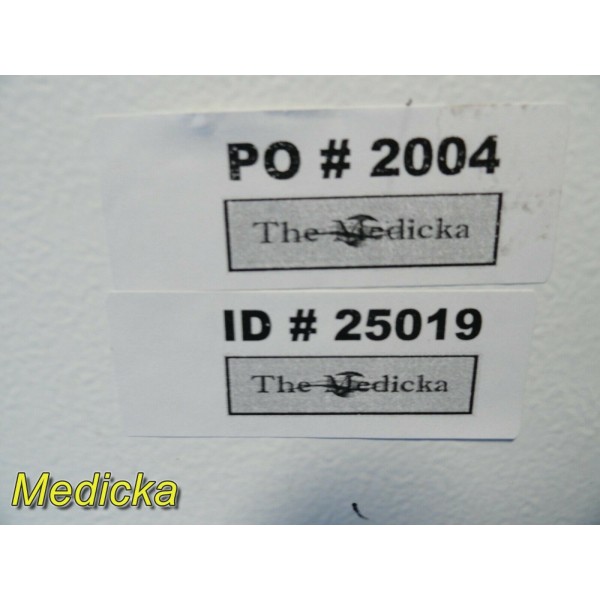 PO # 2004
The Medicka
ID # 25019
The Medicka
Medicka